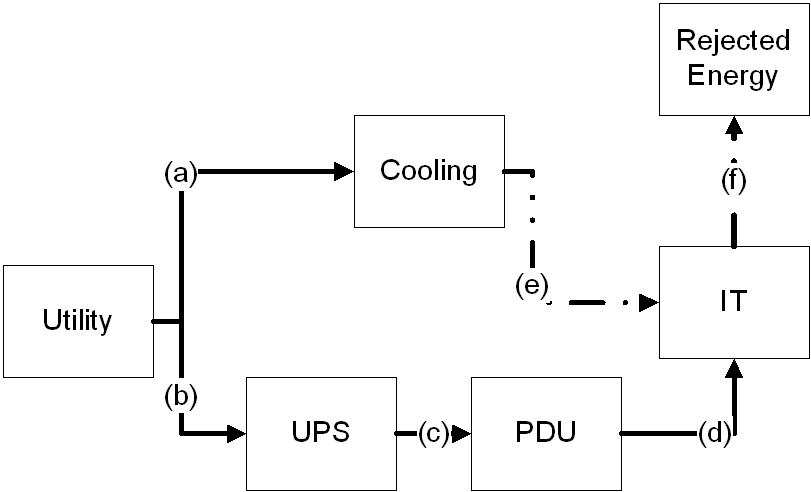 Rejected
Energy
(a)
Cooling
(f)
(e)
Utility
IT
(b)
UPS
(c)
PDU
(d)